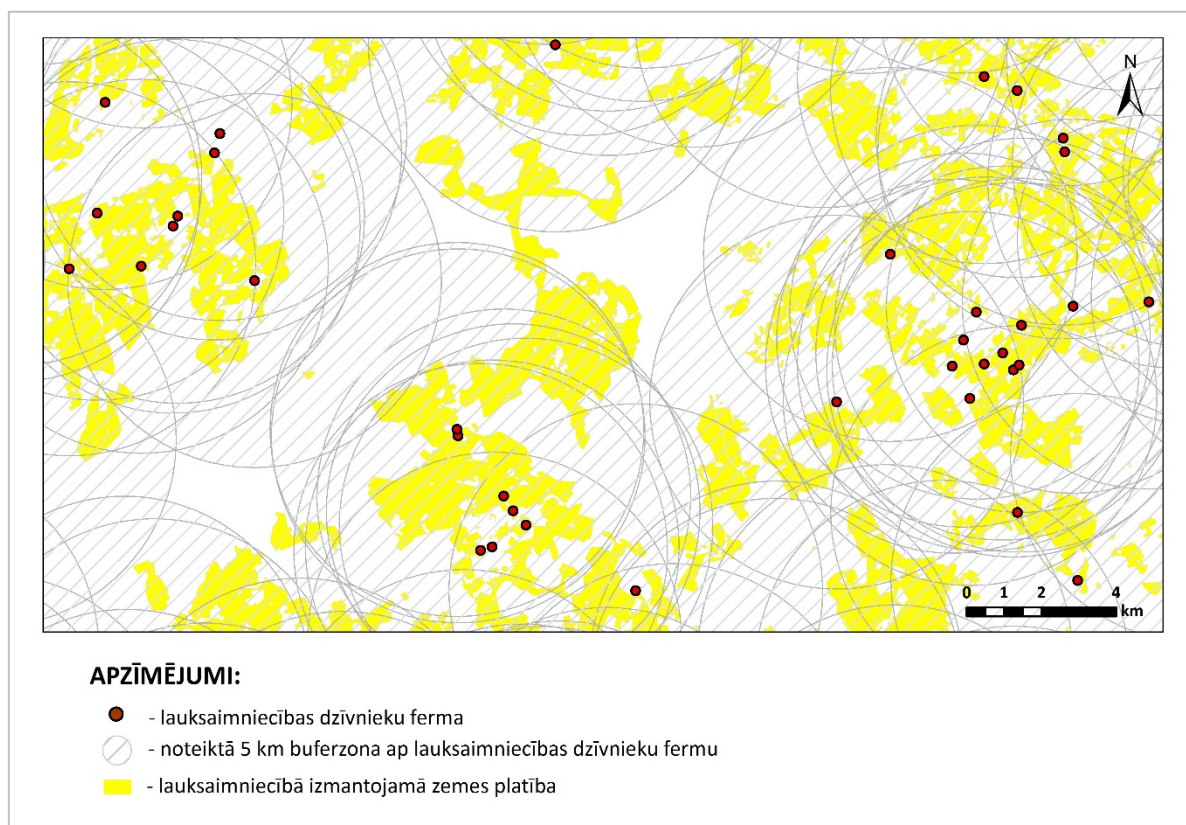 N
0 1 2 4
km
APZĪMĒJUMI:
- lauksaimniecības dzīvnieku ferma
- noteiktā 5 km buferzona ap lauksaimniecības dzīvnieku fermu
- lauksaimniecībā izmantojamā zemes platība